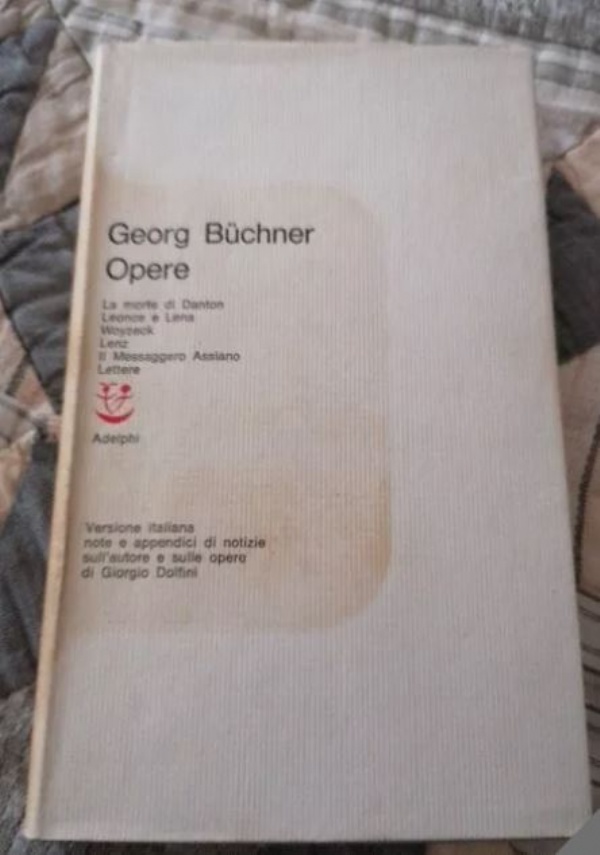 Georg Büchner
Opere
La morte di Danton
Leonce e Lena
Woyzeck
Lenz
Il Messaggero Assiano
Lettere
Adelphi
Versione italiana
note e appendici di notizie
sull'autore e sulle opere
di Giorgio Dolfini